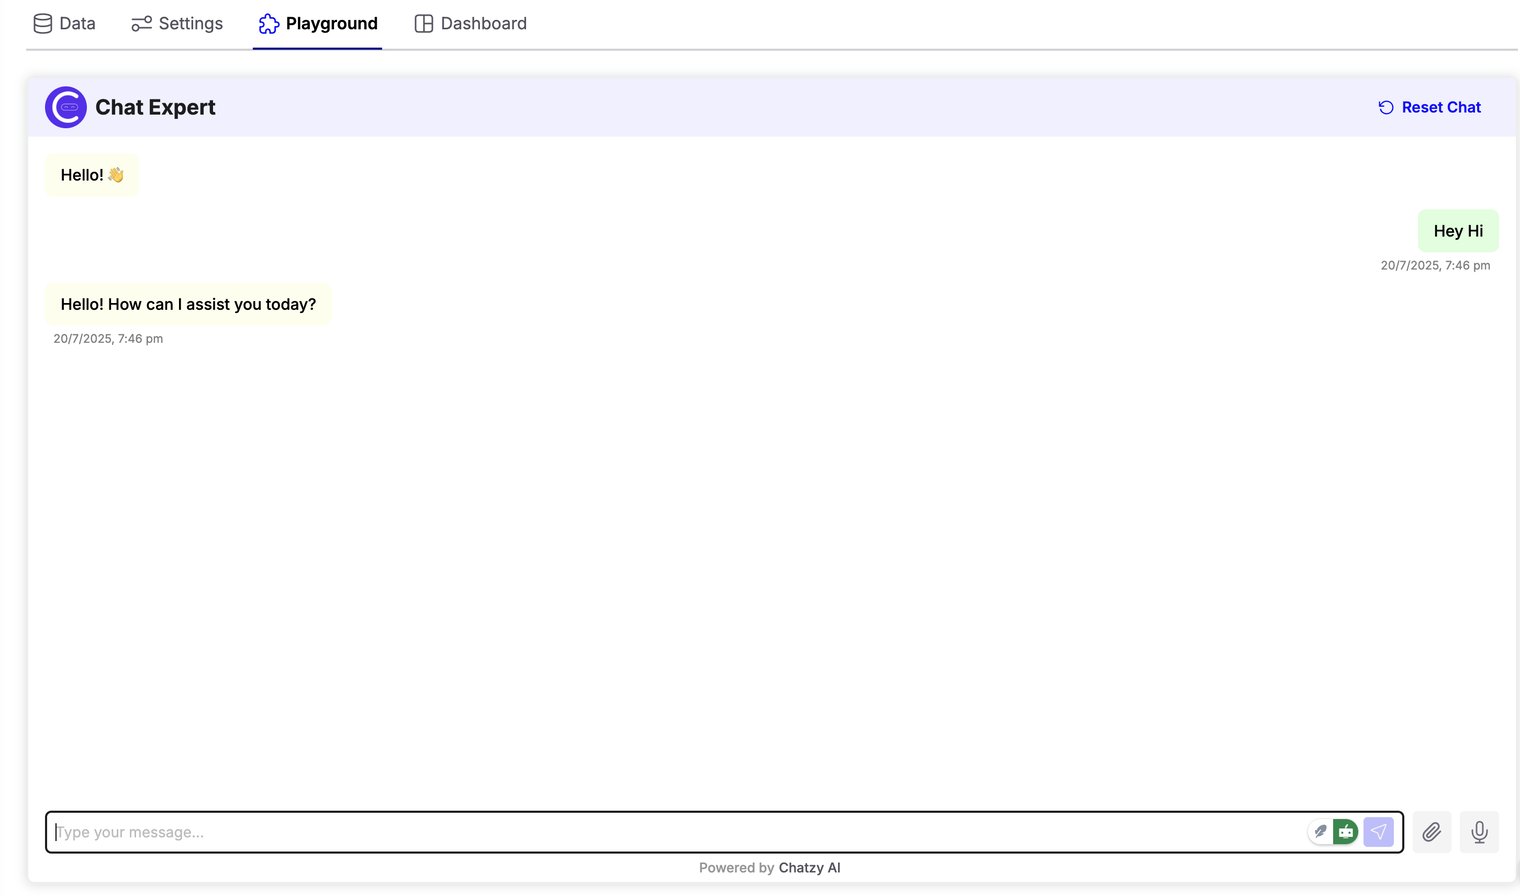 Data
Settings
Playground
Dashboard
Chat Expert
Reset Chat
Hello! 👋
Hey Hi
20/7/2025, 7:46 pm
Hello! How can I assist you today?
20/7/2025, 7:46 pm
Type your message...
Powered by Chatzy AI